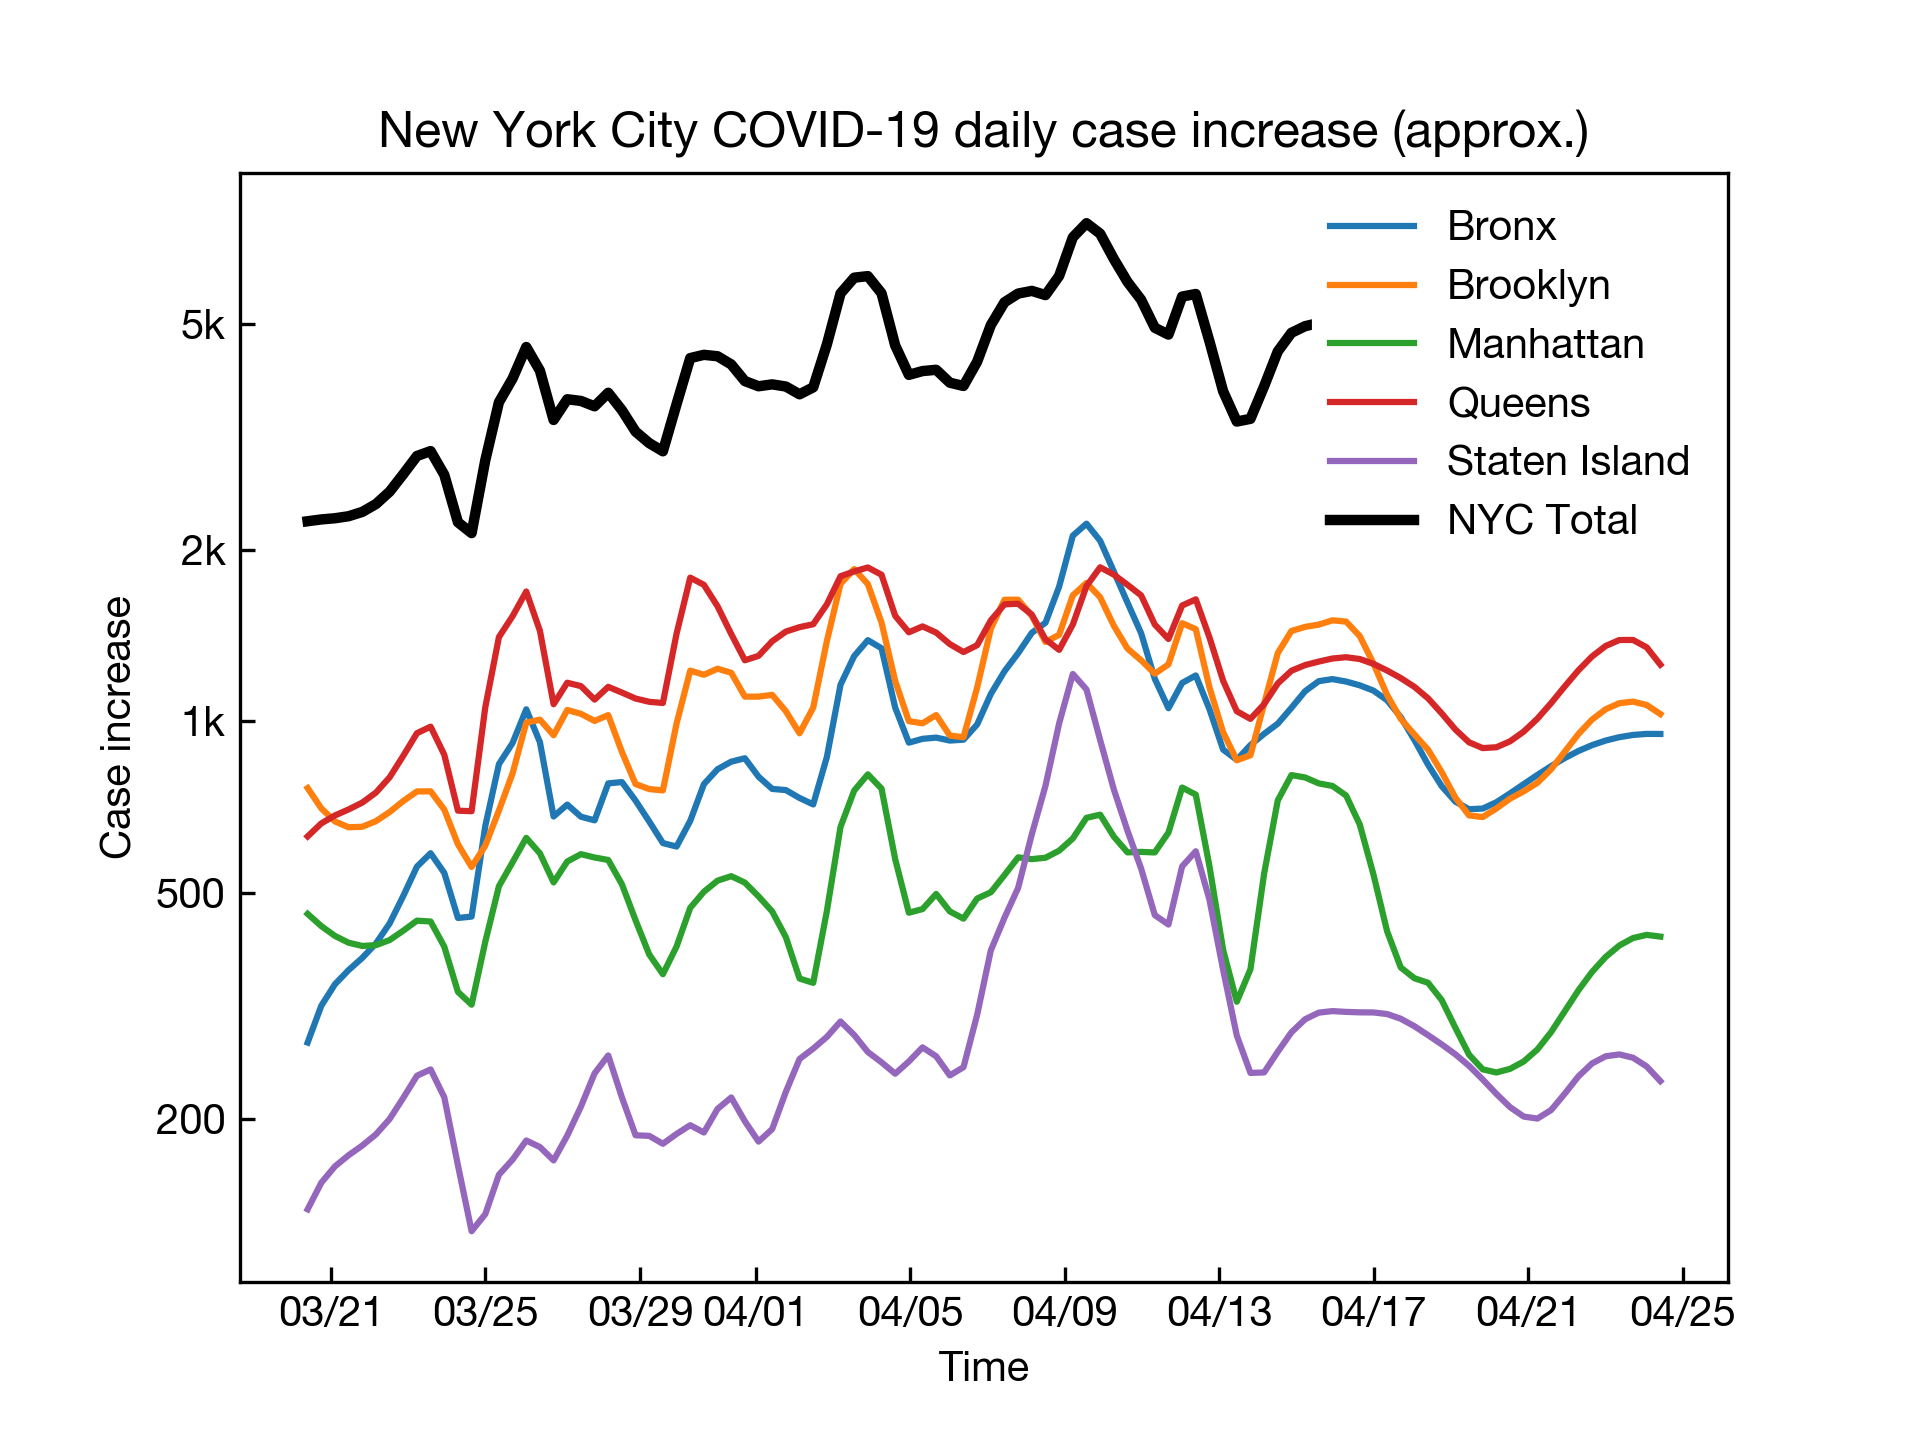 New York City COVID-19 daily case increase (approx.)
Bronx
Brooklyn
Manhattan
Queens
Staten Island
NYC Total
Case increase
5k
2k
1k
500
200
03/21 03/25 03/29 04/01 04/05 04/09 04/13 04/17 04/21 04/25
Time